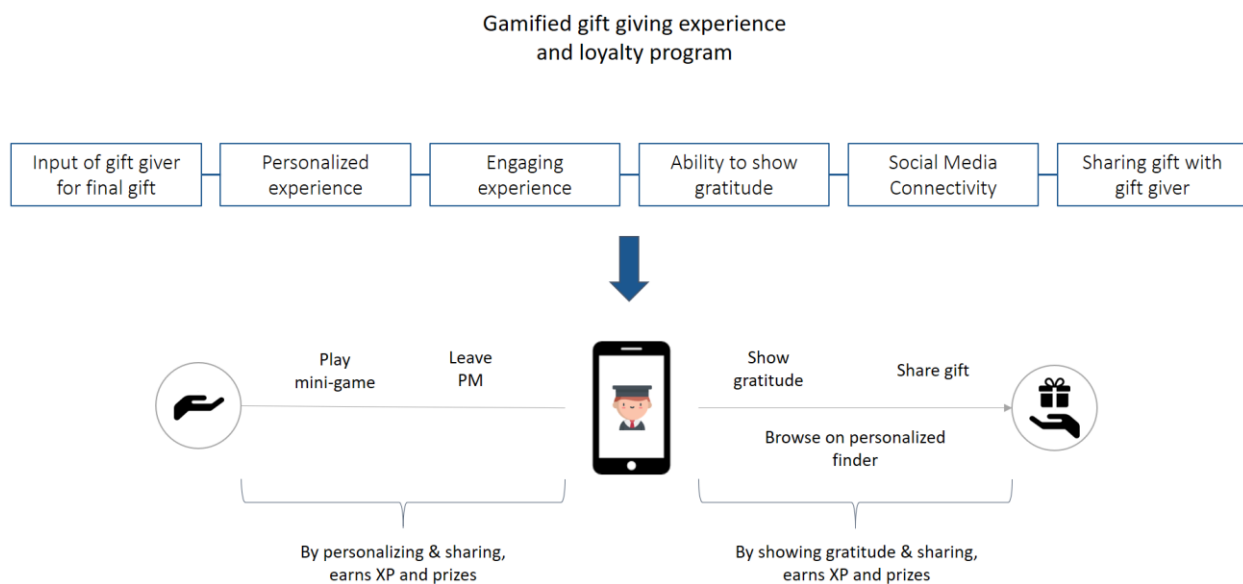 Gamified gift giving experience
and loyalty program
Input of gift giver
for final gift
Personalized
experience
Engaging
experience
Ability to show
gratitude
Social Media
Connectivity
Sharing gift with
gift giver
Play
mini-game
Leave
PM
Show
gratitude
Share gift
Browse on personalized
finder
By personalizing & sharing,
earns XP and prizes
By showing gratitude & sharing,
earns XP and prizes